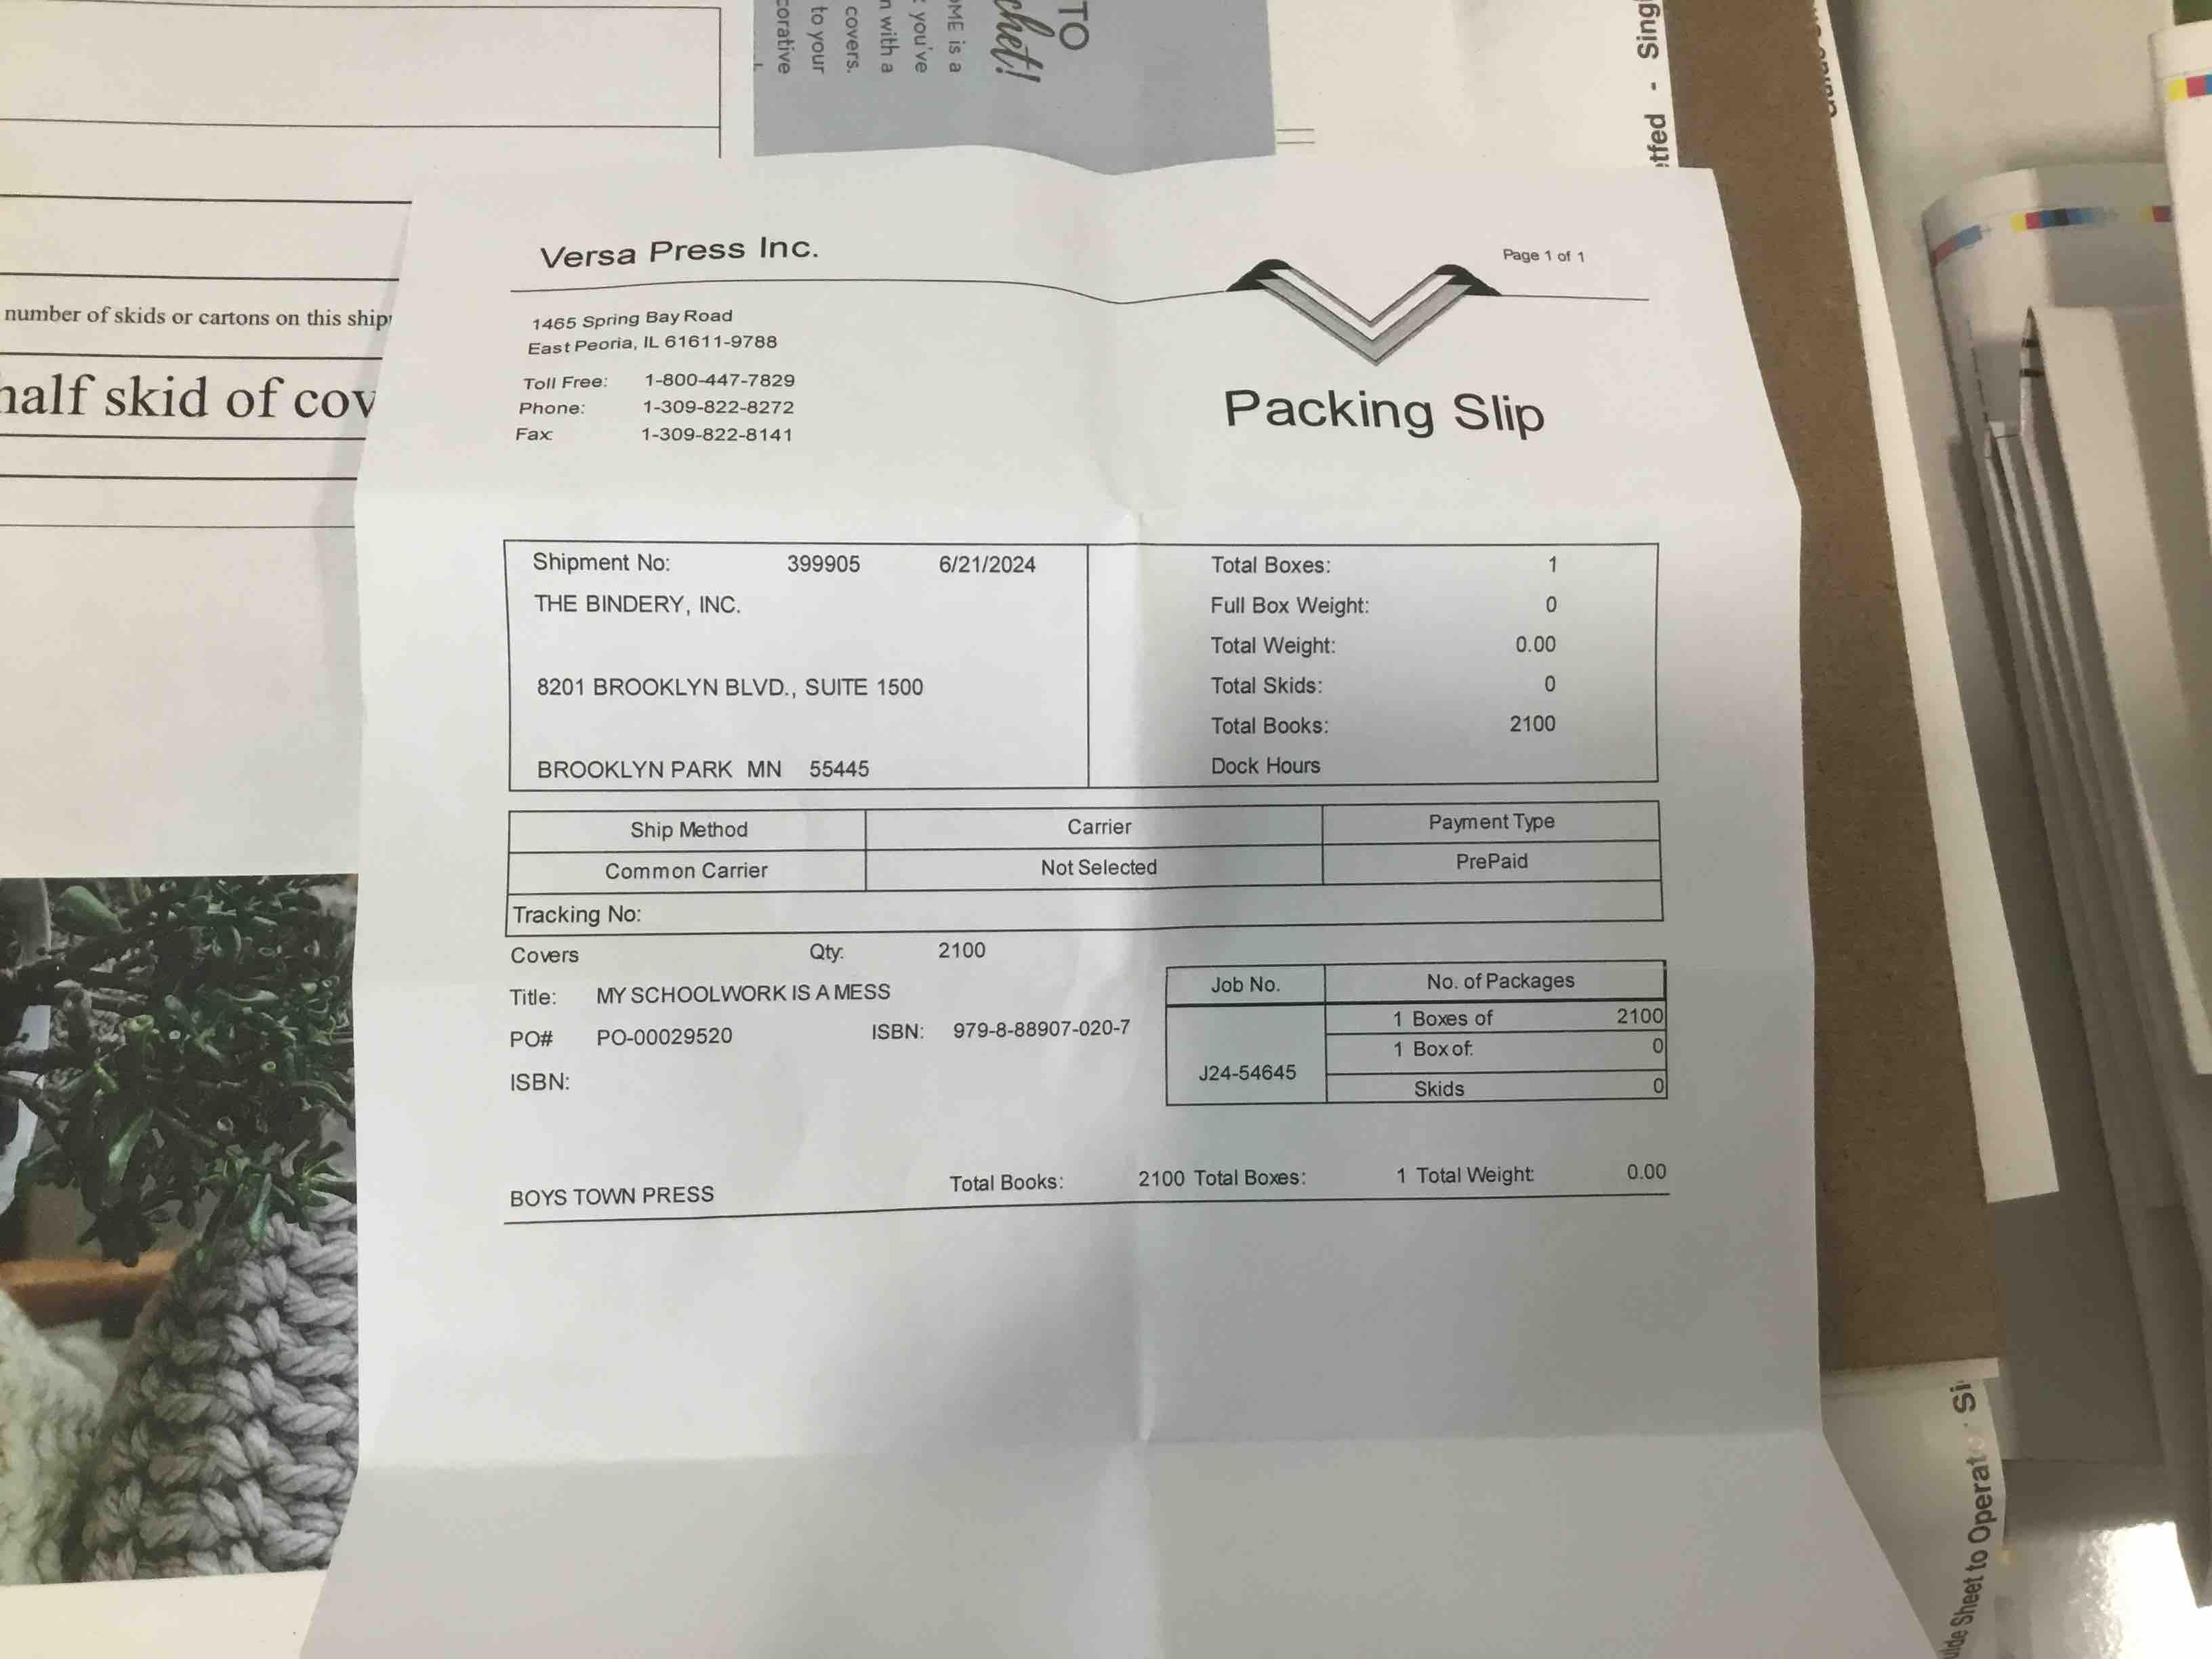 TO
chet!
OME is a
you've
n with a
covers.
to your
corative
- Sing
number of skids or cartons on this ship
half skid of cov
Versa Press Inc.
Page 1 of 1
1465 Spring Bay Road
East Peoria, IL 61611-9788
Toll Free: 1-800-447-7829
Phone: 1-309-822-8272
Fax: 1-309-822-8141
Packing Slip
Shipment No: 399905 6/21/2024
THE BINDERY, INC.
8201 BROOKLYN BLVD., SUITE 1500
BROOKLYN PARK MN 55445
Total Boxes: 1
Full Box Weight: 0
Total Weight: 0.00
Total Skids: 0
Total Books: 2100
Dock Hours
Ship Method Carrier Payment Type
Common Carrier Not Selected PrePaid
Tracking No:
Covers Qty: 2100
Title: MY SCHOOLWORK IS A MESS
PO# PO-00029520 ISBN: 979-8-88907-020-7
ISBN:
Job No. No. of Packages
J24-54645
1 Boxes of 2100
1 Box of: 0
Skids 0
BOYS TOWN PRESS Total Books: 2100 Total Boxes: 1 Total Weight: 0.00
Sheet to Operator Si